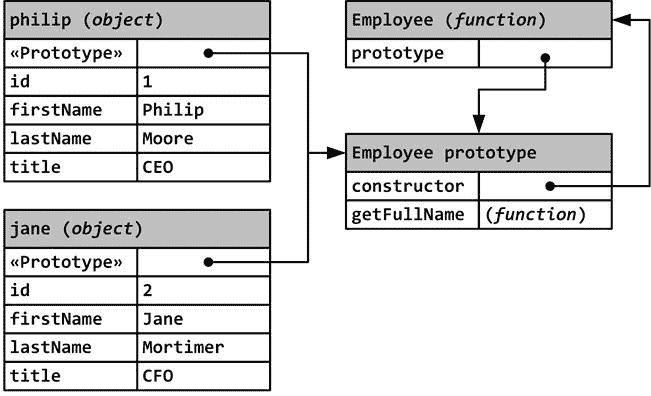 philip (object)
«Prototype»
id 1
firstName Philip
lastName Moore
title CEO
jane (object)
«Prototype»
id 2
firstName Jane
lastName Mortimer
title CFO
Employee (function)
prototype
Employee prototype
constructor
getFullName (function)